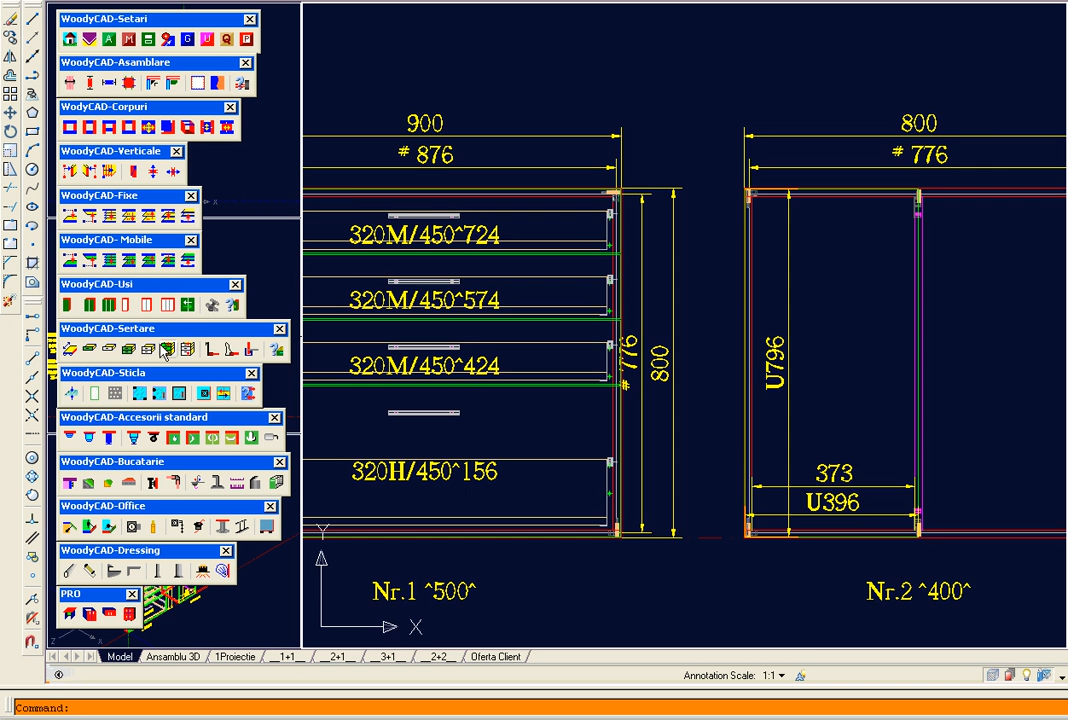 WoodyCAD-Setari
WoodyCAD-Asamblare
WodyCAD-Corpuri
WoodyCAD-Verticale
WoodyCAD-Fixe
WoodyCAD- Mobile
WoodyCAD-Usi
WoodyCAD-Sertare
WoodyCAD-Sticla
WoodyCAD-Accesorii standard
WoodyCAD-Bucatarie
WoodyCAD-Office
WoodyCAD-Dressing
PRO
900
# 876
320M/450^724
320M/450^574
320M/450^424
320H/450^156
# 776
800
Nr.1 ^500^
Y
X
800
# 776
U796
373
U396
Nr.2 ^400^
Model
Ansamblu 3D
1Proiectie
__1+1__
__2+1__
__3+1__
__2+2__
Oferta Client
Annotation Scale: 1:1
Command: